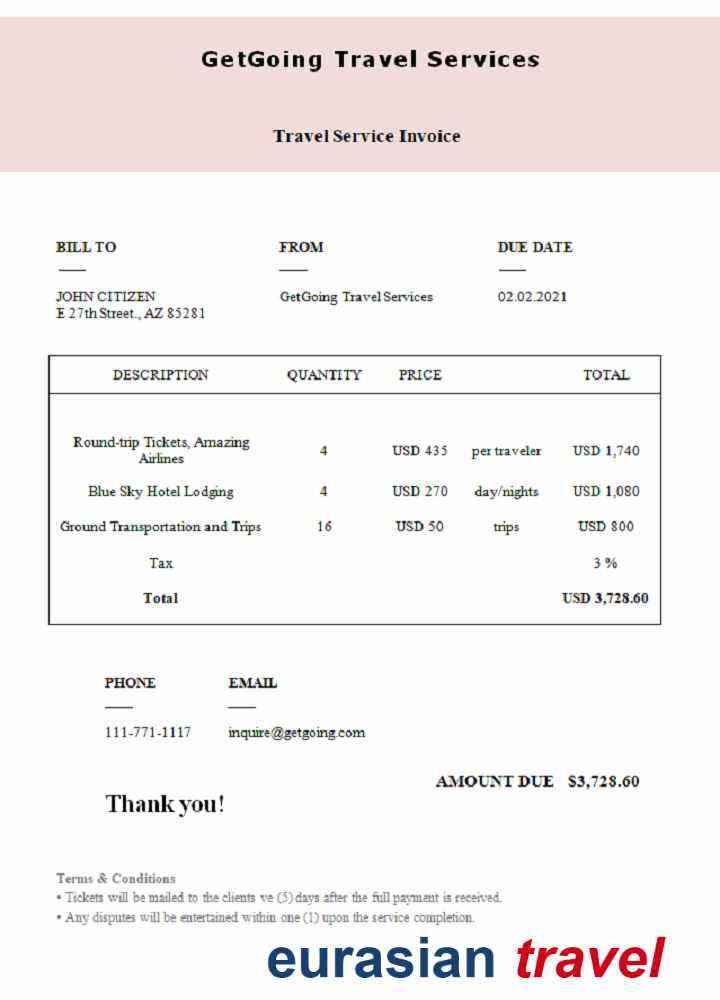 GetGoing Travel Services
Travel Service Invoice
BILL TO FROM DUE DATE
JOHN CITIZEN GetGoing Travel Services 02.02.2021
E 27th Street., AZ 85281
DESCRIPTION QUANTITY PRICE TOTAL
Round-trip Tickets, Amazing
Airlines 4 USD 435 per traveler USD 1,740
Blue Sky Hotel Lodging 4 USD 270 day/nights USD 1,080
Ground Transportation and Trips 16 USD 50 trips USD 800
Tax 3 %
Total USD 3,728.60
PHONE EMAIL
111-771-1117 inquire@getgoing.com
AMOUNT DUE $3,728.60
Thank you!
Terms & Conditions
• Tickets will be mailed to the clients ve (5) days after the full payment is received.
• Any disputes will be entertained within one (1) upon the service completion.
eurasian travel